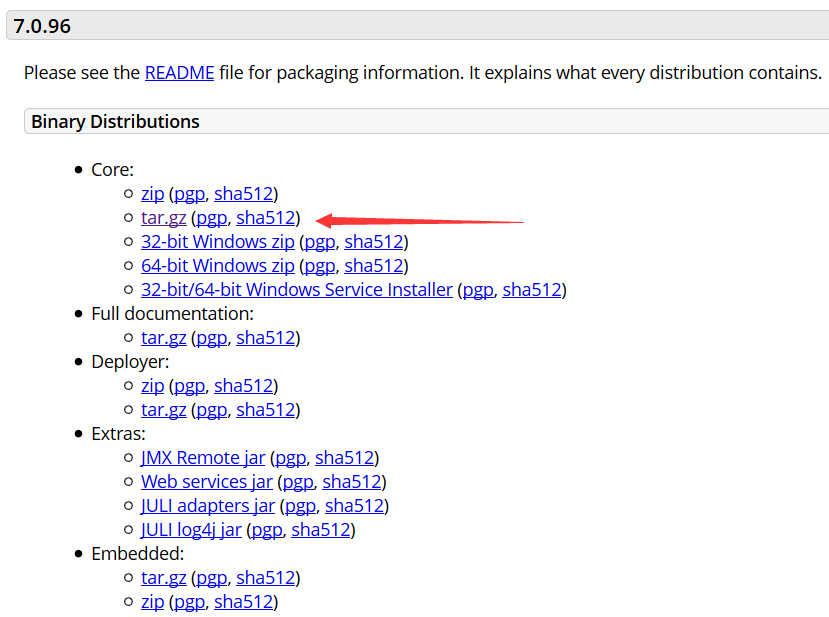 7.0.96
Please see the README file for packaging information. It explains what every distribution contains.
Binary Distributions
Core:
zip (pgp, sha512)
tar.gz (pgp, sha512)
32-bit Windows zip (pgp, sha512)
64-bit Windows zip (pgp, sha512)
32-bit/64-bit Windows Service Installer (pgp, sha512)
Full documentation:
tar.gz (pgp, sha512)
Deployer:
zip (pgp, sha512)
tar.gz (pgp, sha512)
Extras:
JMX Remote jar (pgp, sha512)
Web services jar (pgp, sha512)
JULI adapters jar (pgp, sha512)
JULI log4j jar (pgp, sha512)
Embedded:
tar.gz (pgp, sha512)
zip (pgp, sha512)